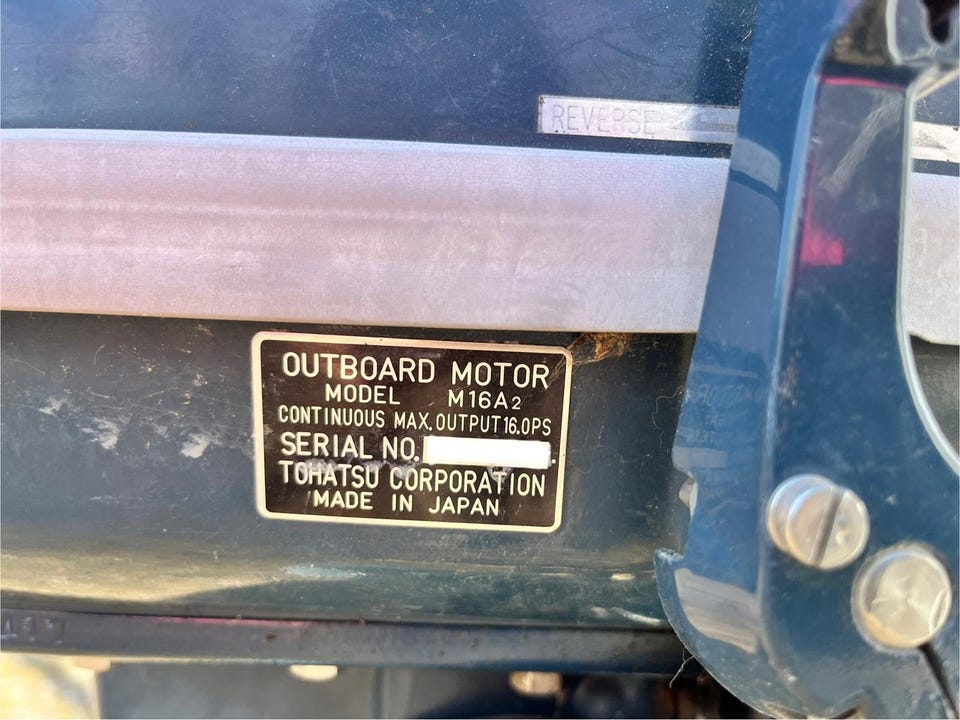 REVERSE
OUTBOARD MOTOR
MODEL M16A2
CONTINUOUS MAX. OUTPUT 16.0PS
SERIAL NO.
TOHATSU CORPORATION
MADE IN JAPAN